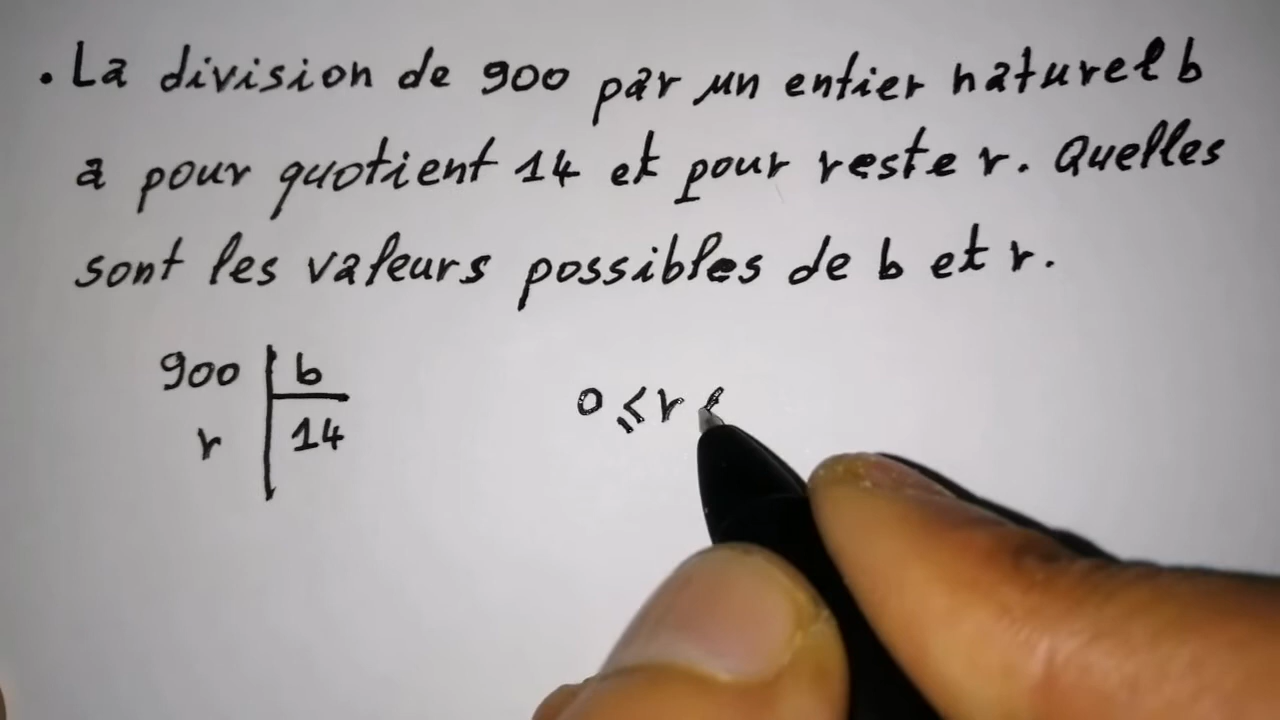 . La division de 900 par un entier naturel b
a pour quotient 14 et pour reste r. Quelles
sont les valeurs possibles de b et r.
900 | b
r | 14
0 ⩽ r <